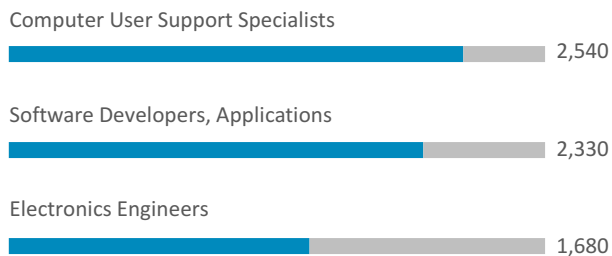 Computer User Support Specialists
2,540
Software Developers, Applications
2,330
Electronics Engineers
1,680